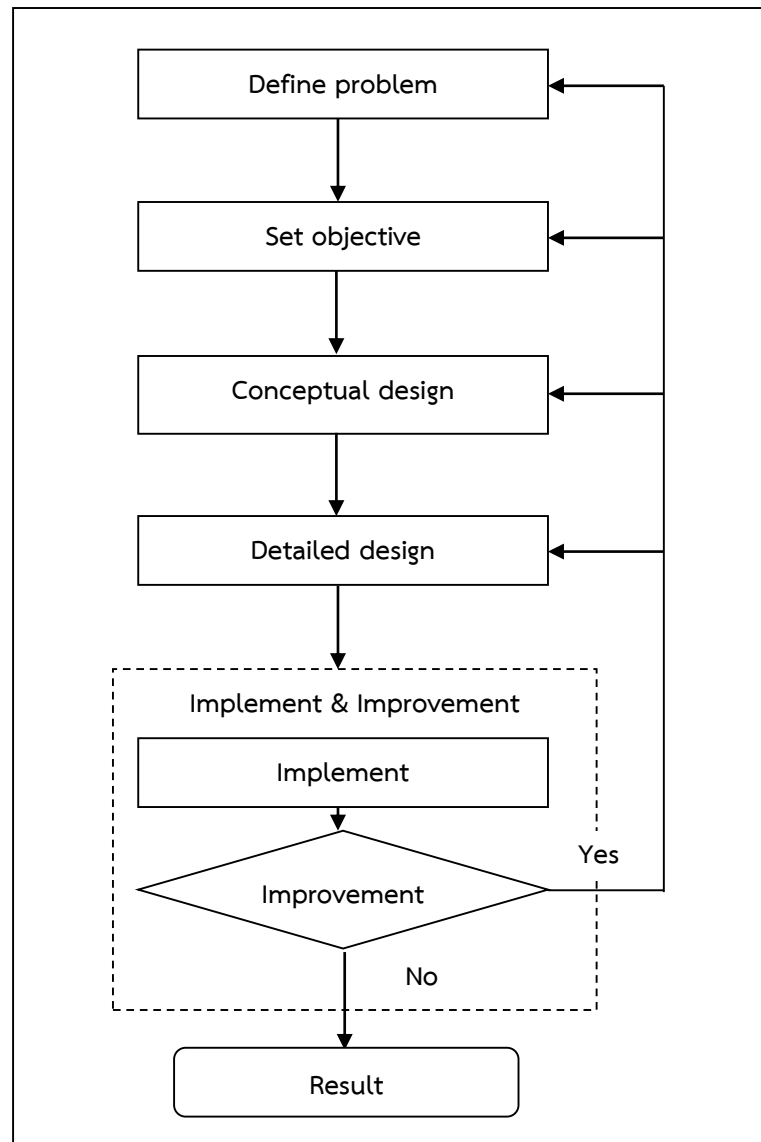 Define problem
Set objective
Conceptual design
Detailed design
Implement & Improvement
Implement
Yes
Improvement
No
Result